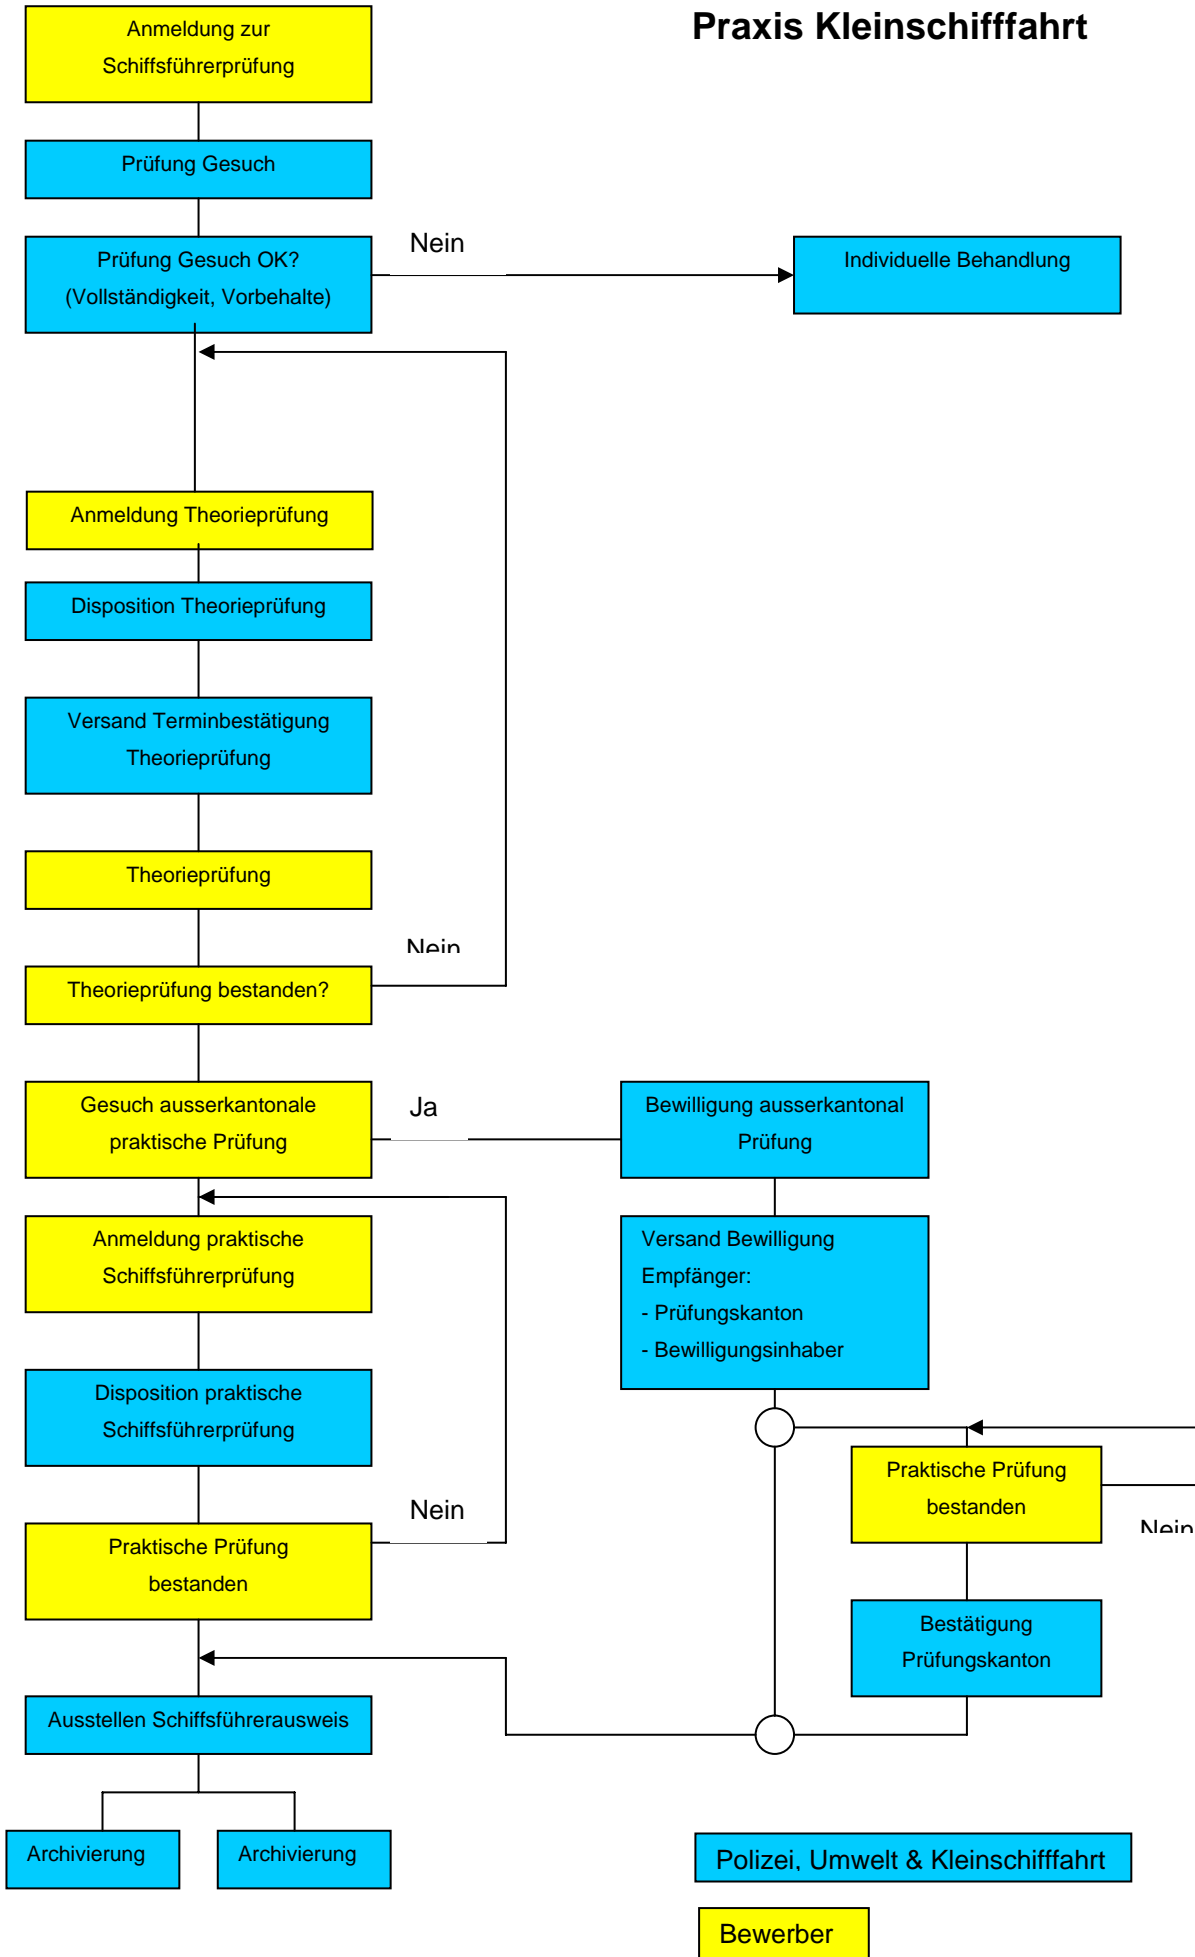 Praxis Kleinschifffahrt
Anmeldung zur
Schiffsführerprüfung
Prüfung Gesuch
Prüfung Gesuch OK?
(Vollständigkeit, Vorbehalte)
Nein
Individuelle Behandlung
Anmeldung Theorieprüfung
Disposition Theorieprüfung
Versand Terminbestätigung
Theorieprüfung
Theorieprüfung
Nein
Theorieprüfung bestanden?
Gesuch ausserkantonale
praktische Prüfung
Ja
Bewilligung ausserkantonal
Prüfung
Anmeldung praktische
Schiffsführerprüfung
Versand Bewilligung
Empfänger:
- Prüfungskanton
- Bewilligungsinhaber
Disposition praktische
Schiffsführerprüfung
Praktische Prüfung
bestanden
Nein
Nein
Praktische Prüfung
bestanden
Bestätigung
Prüfungskanton
Ausstellen Schiffsführerausweis
Archivierung
Archivierung
Polizei, Umwelt & Kleinschifffahrt
Bewerber